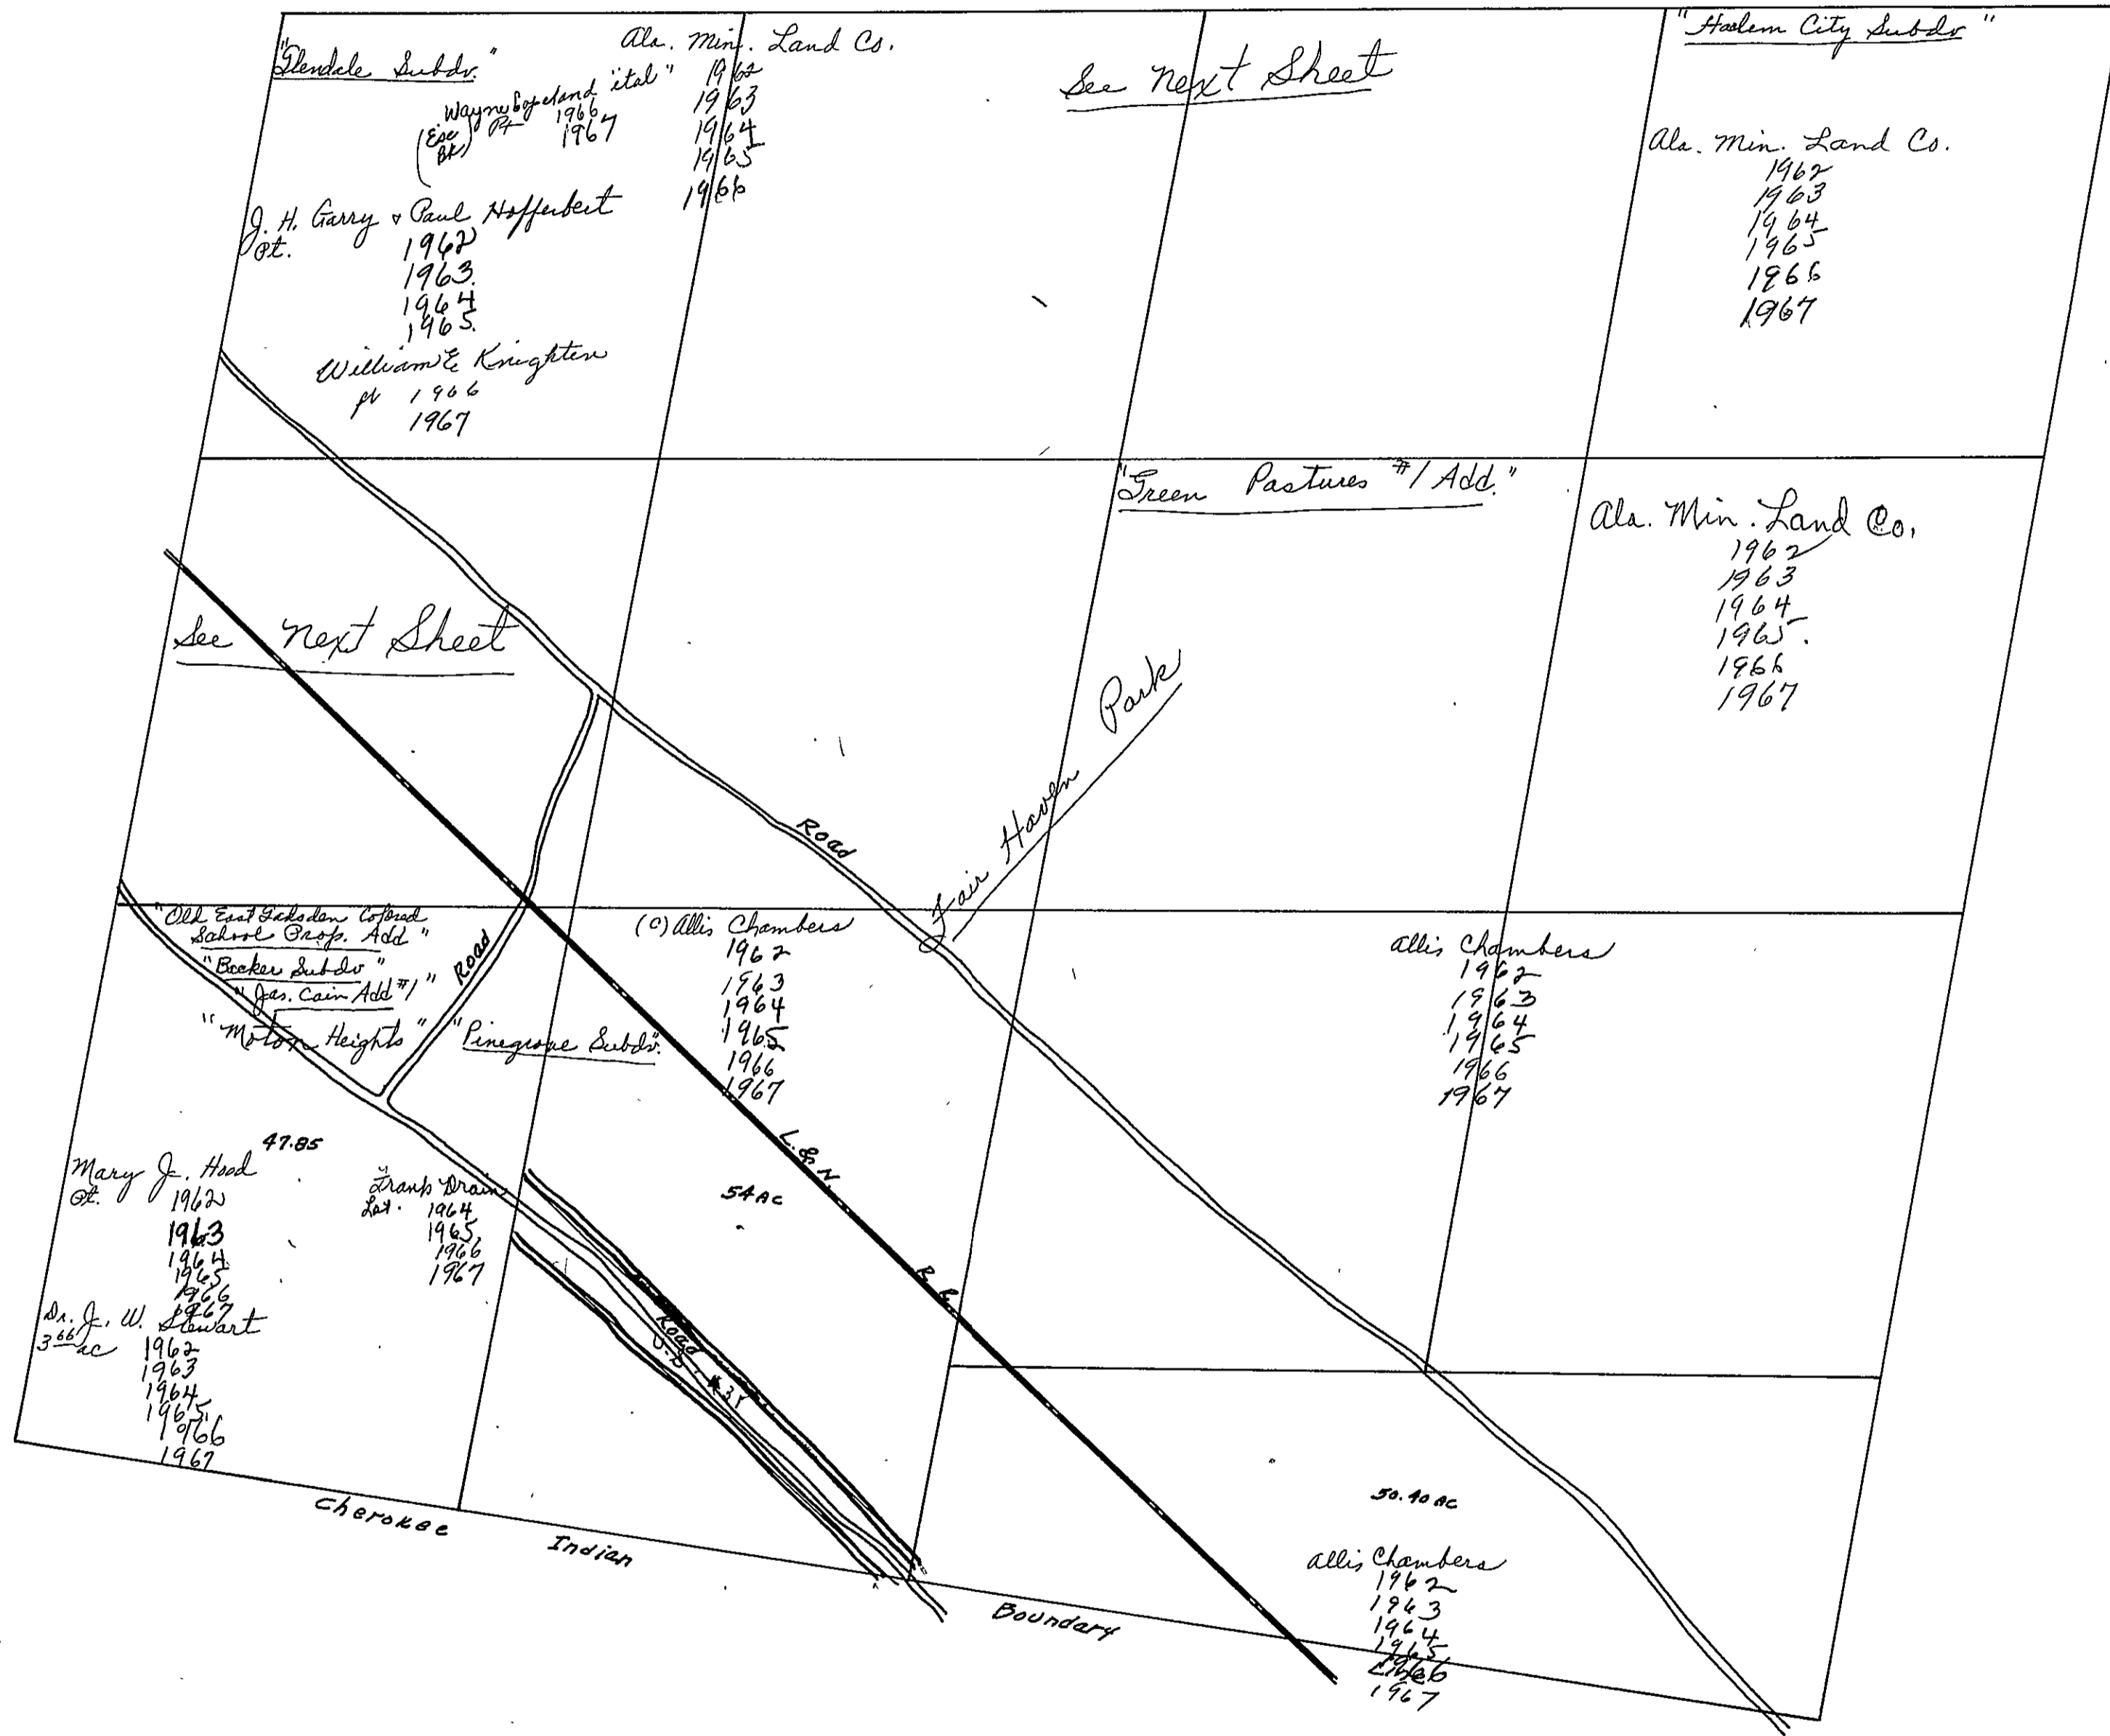 "Glendale Subdv."
Ala. Min. Land Co.
1962
1963
1964
1965
1966
Wayne Copeland "etal"
Pt 1966
1967
J. H. Garry & Paul Hofferbert
Pt.
1962
1963.
1964
1965.
William E Knighten
pt 1966
1967
See Next Sheet
"Harlem City Subdv"
Ala. Min. Land Co.
1962
1963
1964
1965
1966
1967
See Next Sheet
"Green Pastures #1 Add."
Ala. Min. Land Co.
1962
1963
1964
1965.
1966
1967
Fair Haven Park
Road
"Old East Gadsden Colored
School Prop. Add"
"Booker Subdv"
"Jas. Cain Add #1"
"Moton Heights"
Road
"Pinegrove Subdv."
(C) Allis Chambers
1962
1963
1964
1965
1966
1967
Allis Chambers
1962
1963
1964
1965
1966
1967
47.85
Mary J. Hood
Pt. 1962
1963
1964
1965
1966
1967
Frank Drain
Lot. 1964
1965
1966
1967
Dr. J. W. Stewart
3 66 ac
1962
1963
1964
1965
1966
1967
54 AC
L. & N.
R. R.
Road
50.40 AC
Allis Chambers
1962
1963
1964
1965
1966
1967
Cherokee Indian Boundary